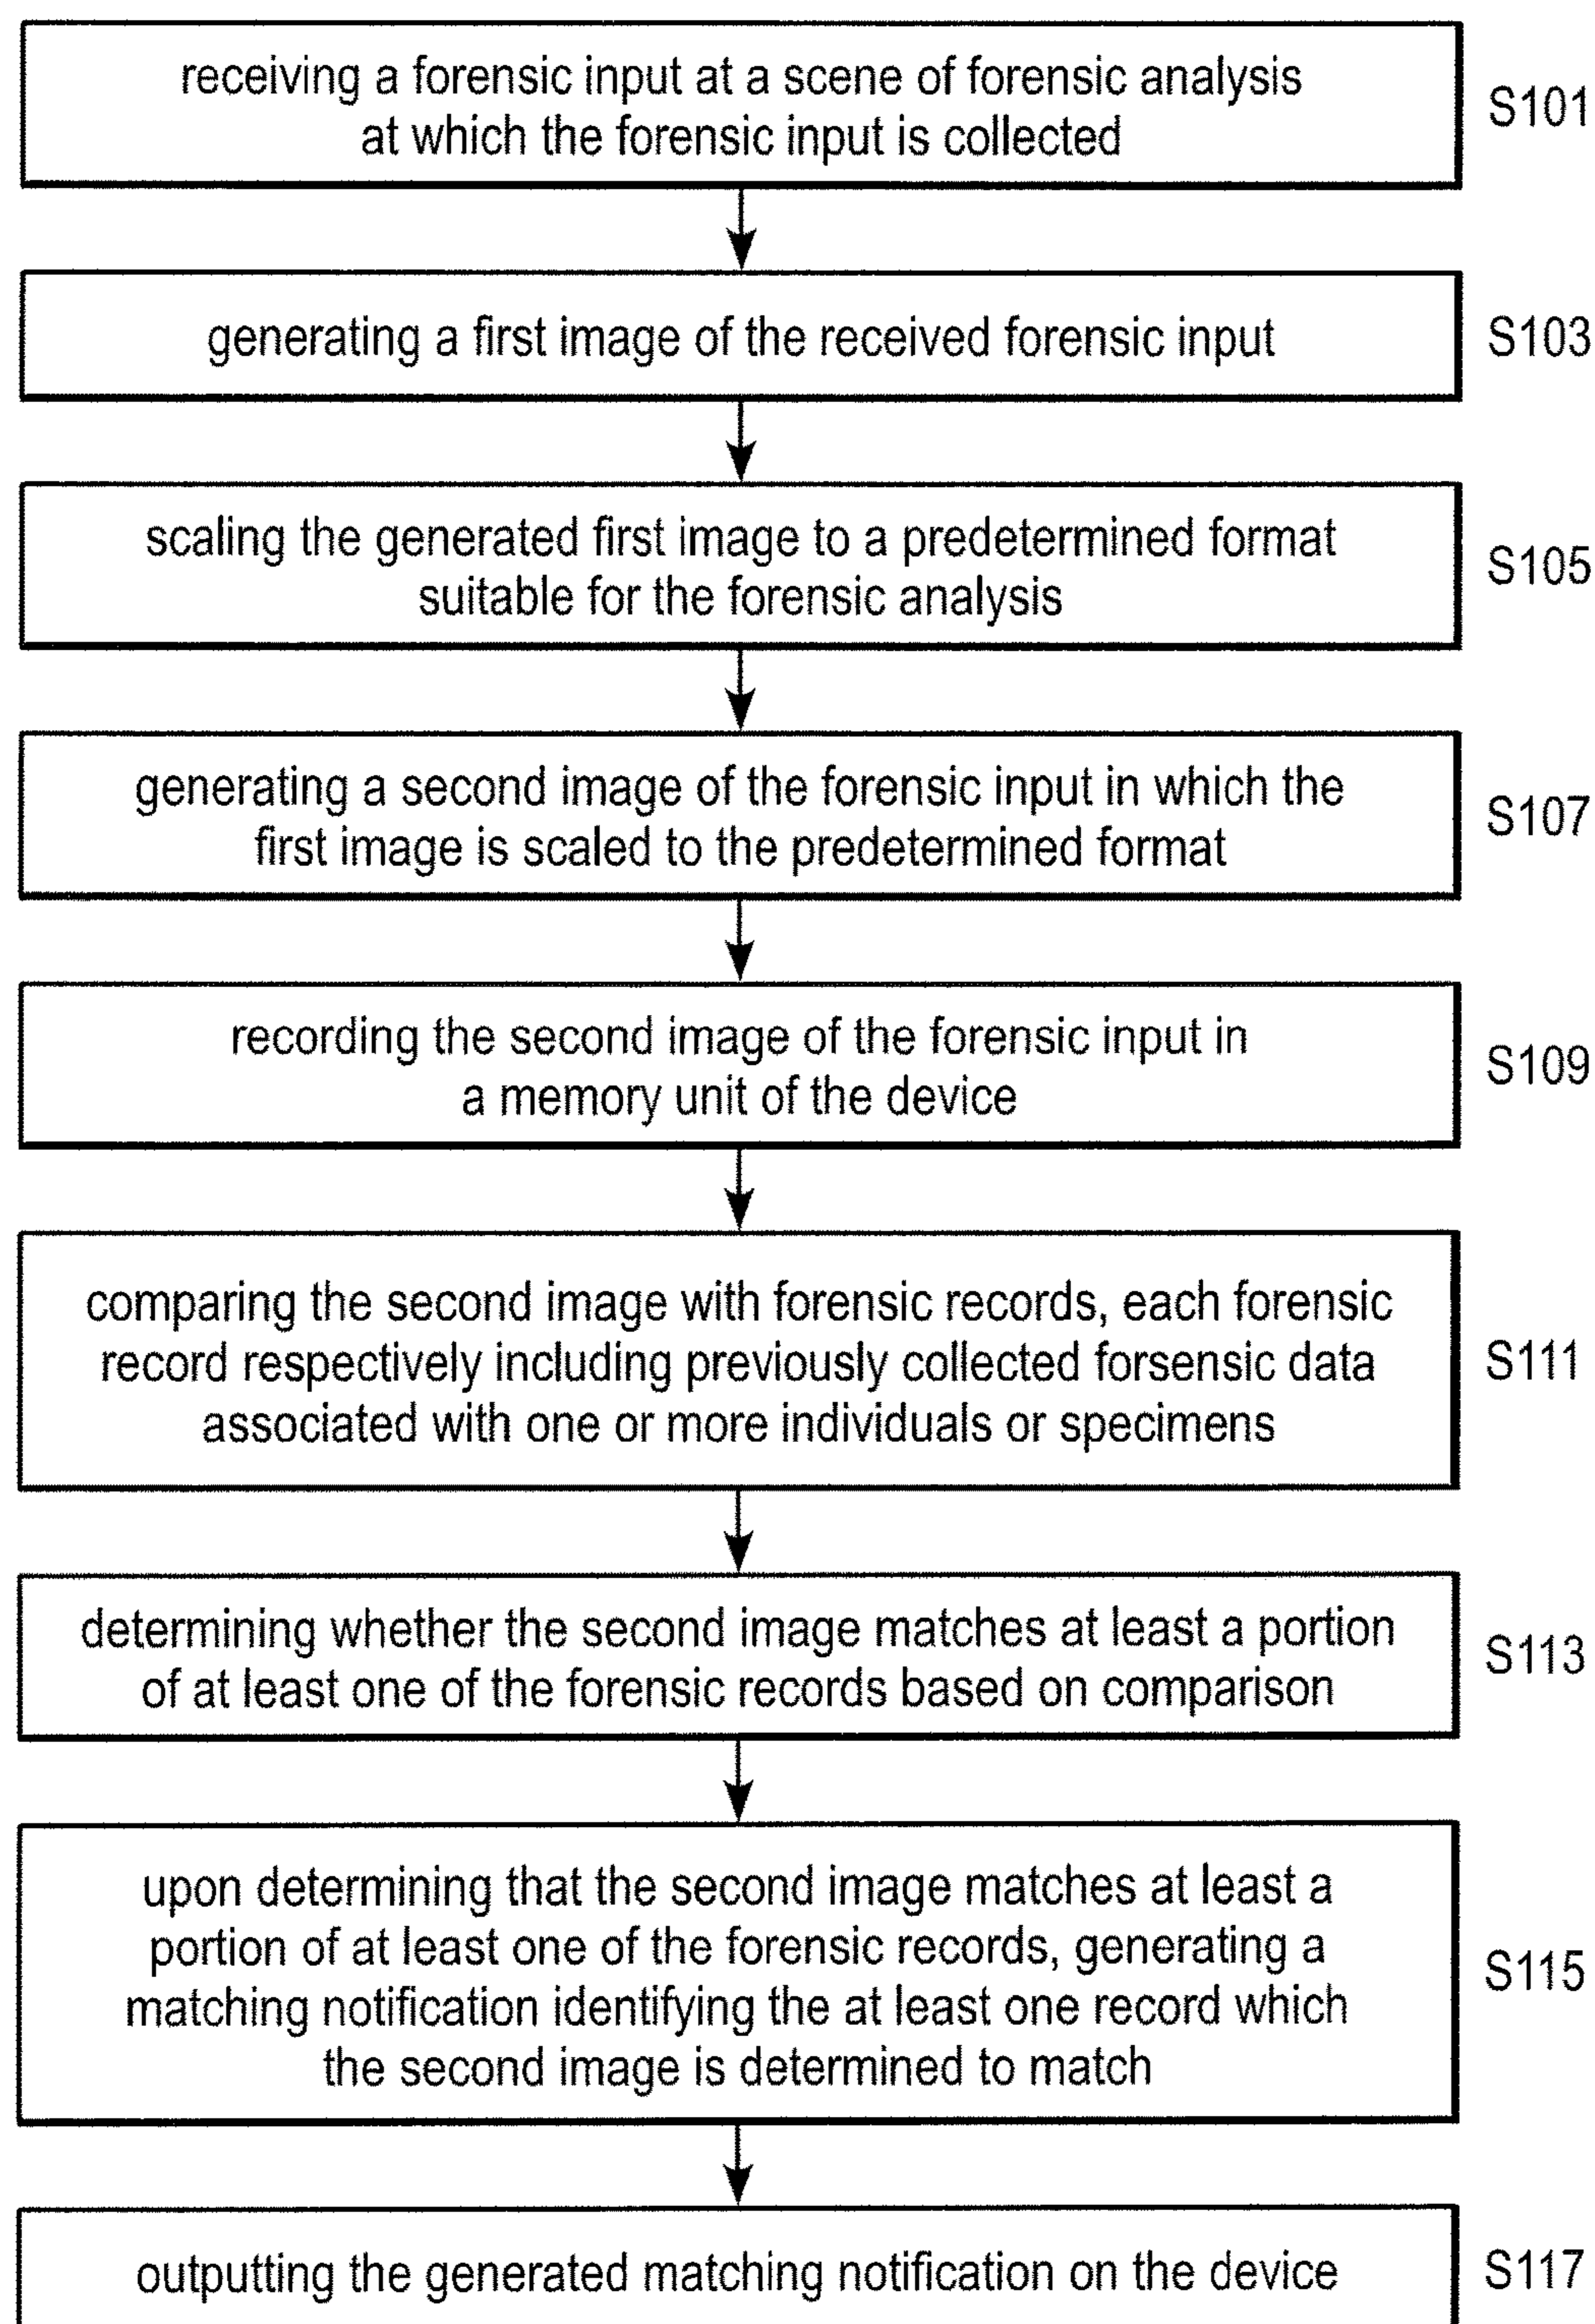 receiving a forensic input at a scene of forensic analysis
at which the forensic input is collected
S101
generating a first image of the received forensic input
S103
scaling the generated first image to a predetermined format
suitable for the forensic analysis
S105
generating a second image of the forensic input in which the
first image is scaled to the predetermined format
S107
recording the second image of the forensic input in
a memory unit of the device
S109
comparing the second image with forensic records, each forensic
record respectively including previously collected forsensic data
associated with one or more individuals or specimens
S111
determining whether the second image matches at least a portion
of at least one of the forensic records based on comparison
S113
upon determining that the second image matches at least a
portion of at least one of the forensic records, generating a
matching notification identifying the at least one record which
the second image is determined to match
S115
outputting the generated matching notification on the device
S117